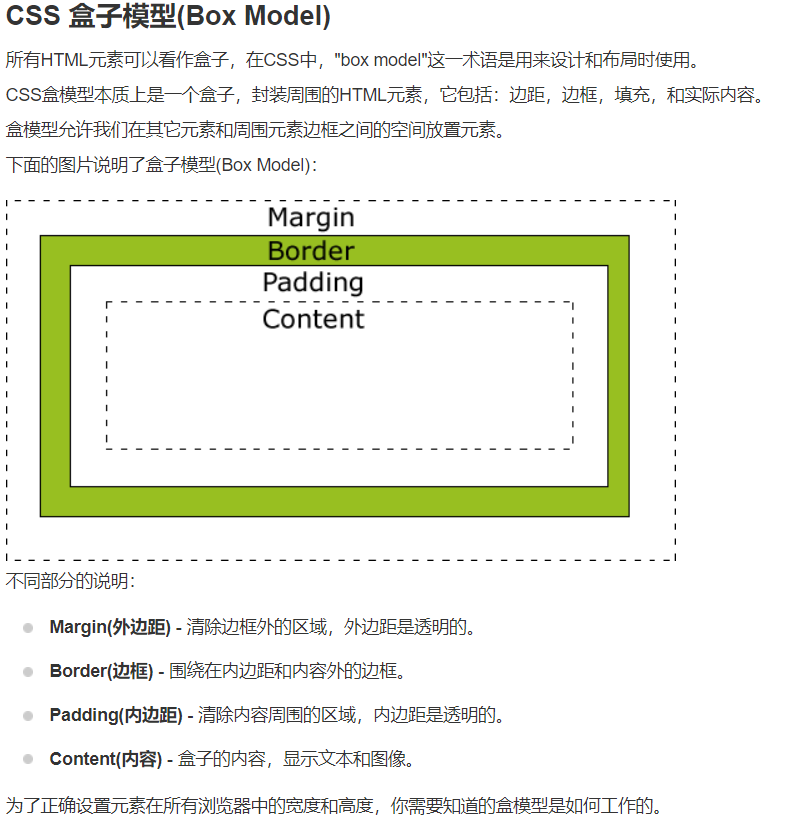 CSS 盒子模型(Box Model)
所有HTML元素可以看作盒子，在CSS中，"box model"这一术语是用来设计和布局时使用。
CSS盒模型本质上是一个盒子，封装周围的HTML元素，它包括：边距，边框，填充，和实际内容。
盒模型允许我们在其它元素和周围元素边框之间的空间放置元素。
下面的图片说明了盒子模型(Box Model)：
Margin
Border
Padding
Content
不同部分的说明：
Margin(外边距) - 清除边框外的区域，外边距是透明的。
Border(边框) - 围绕在内边距和内容外的边框。
Padding(内边距) - 清除内容周围的区域，内边距是透明的。
Content(内容) - 盒子的内容，显示文本和图像。
为了正确设置元素在所有浏览器中的宽度和高度，你需要知道的盒模型是如何工作的。